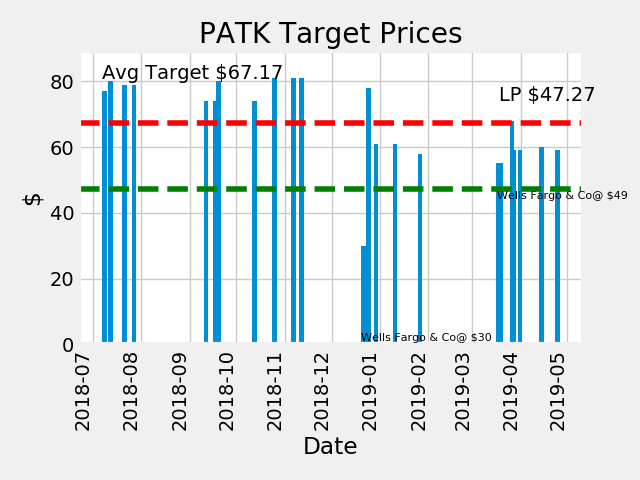 PATK Target Prices
Avg Target $67.17
LP $47.27
Wells Fargo & Co@ $49
Wells Fargo & Co@ $30
$
80
60
40
20
0
2018-07
2018-08
2018-09
2018-10
2018-11
2018-12
2019-01
2019-02
2019-03
2019-04
2019-05
Date